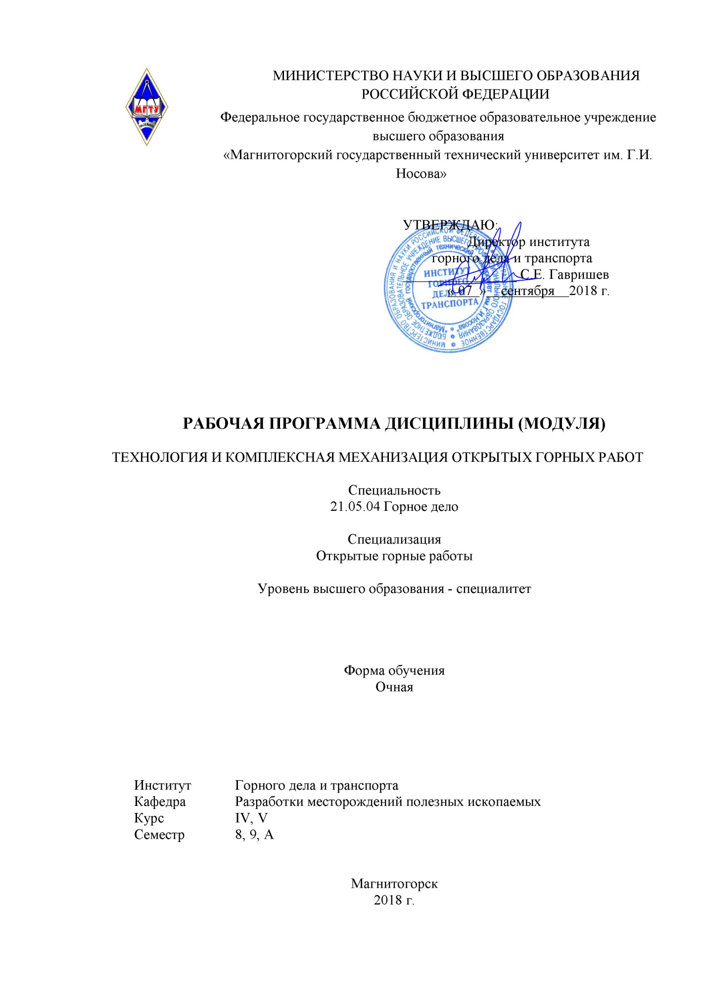 МГТУ
МИНИСТЕРСТВО НАУКИ И ВЫСШЕГО ОБРАЗОВАНИЯ
РОССИЙСКОЙ ФЕДЕРАЦИИ
Федеральное государственное бюджетное образовательное учреждение
высшего образования
«Магнитогорский государственный технический университет им. Г.И.
Носова»
УТВЕРЖДАЮ:
Директор института
горного дела и транспорта
С.Е. Гавришев
« 07 » сентября 2018 г.
ИНСТИТУТ
ГОРНОГО
ДЕЛА И
ТРАНСПОРТА
РАБОЧАЯ ПРОГРАММА ДИСЦИПЛИНЫ (МОДУЛЯ)
ТЕХНОЛОГИЯ И КОМПЛЕКСНАЯ МЕХАНИЗАЦИЯ ОТКРЫТЫХ ГОРНЫХ РАБОТ
Специальность
21.05.04 Горное дело
Специализация
Открытые горные работы
Уровень высшего образования - специалитет
Форма обучения
Очная
Институт Горного дела и транспорта
Кафедра Разработки месторождений полезных ископаемых
Курс IV, V
Семестр 8, 9, А
Магнитогорск
2018 г.